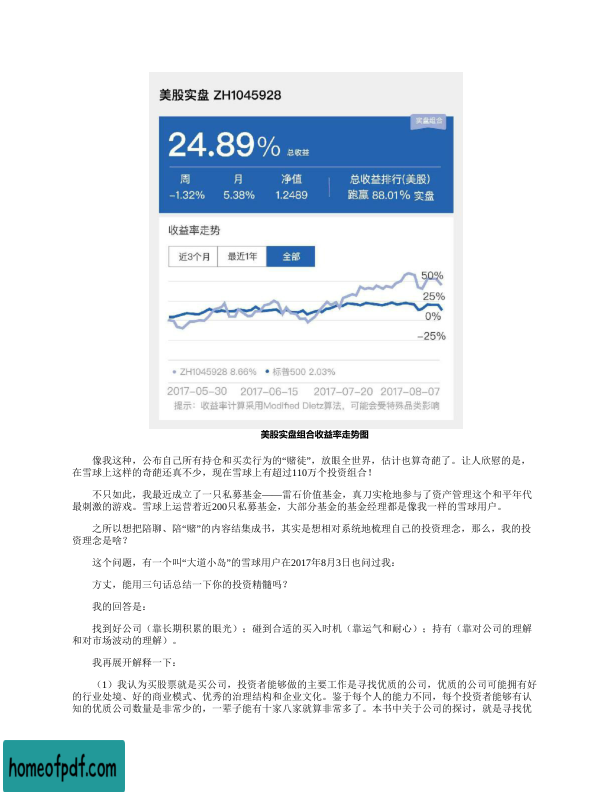 美股实盘 ZH1045928
实盘组合
24.89% 总收益
周 月 净值 总收益排行(美股)
-1.32% 5.38% 1.2489 跑赢 88.01% 实盘
收益率走势
近3个月 最近1年 全部
50%
25%
0%
-25%
ZH1045928 8.66% 标普500 2.03%
2017-05-30 2017-06-15 2017-07-20 2017-08-07
提示：收益率计算采用Modified Dietz算法，可能会受特殊品类影响
美股实盘组合收益率走势图
像我这种，公布自己所有持仓和买卖行为的“赌徒”，放眼全世界，估计也算奇葩了。让人欣慰的是，
在雪球上这样的奇葩还真不少，现在雪球上有超过110万个投资组合！
不只如此，我最近成立了一只私募基金——雷石价值基金，真刀实枪地参与了资产管理这个和平年代
最刺激的游戏。雪球上运营着近200只私募基金，大部分基金的基金经理都是像我一样的雪球用户。
之所以想把陪聊、陪“赌”的内容结集成书，其实是想相对系统地梳理自己的投资理念，那么，我的投
资理念是啥？
这个问题，有一个叫“大道小岛”的雪球用户在2017年8月3日也问过我：
方丈，能用三句话总结一下你的投资精髓吗？
我的回答是：
找到好公司（靠长期积累的眼光）；碰到合适的买入时机（靠运气和耐心）；持有（靠对公司的理解
和对市场波动的理解）。
我再展开解释一下：
（1）我认为买股票就是买公司，投资者能够做的主要工作是寻找优质的公司，优质的公司可能拥有好
的行业处境、好的商业模式、优秀的治理结构和企业文化。鉴于每个人的能力不同，每个投资者能够有认
知的优质公司数量是非常少的，一辈子能有十家八家就算非常多了。本书中关于公司的探讨，就是寻找优
homeofpdf.com